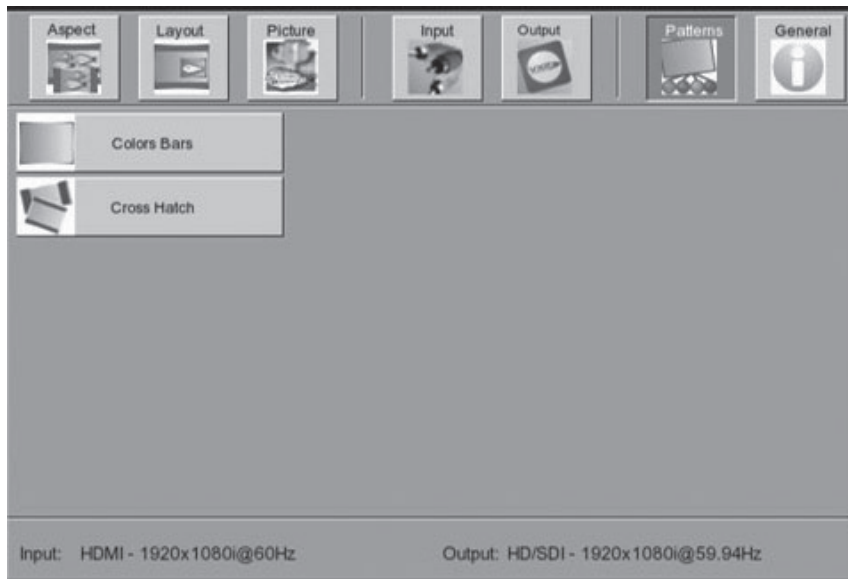 Aspect Layout Picture Input Output Patterns General
Colors Bars
Cross Hatch
Input: HDMI - 1920x1080i@60Hz Output: HD/SDI - 1920x1080i@59.94Hz